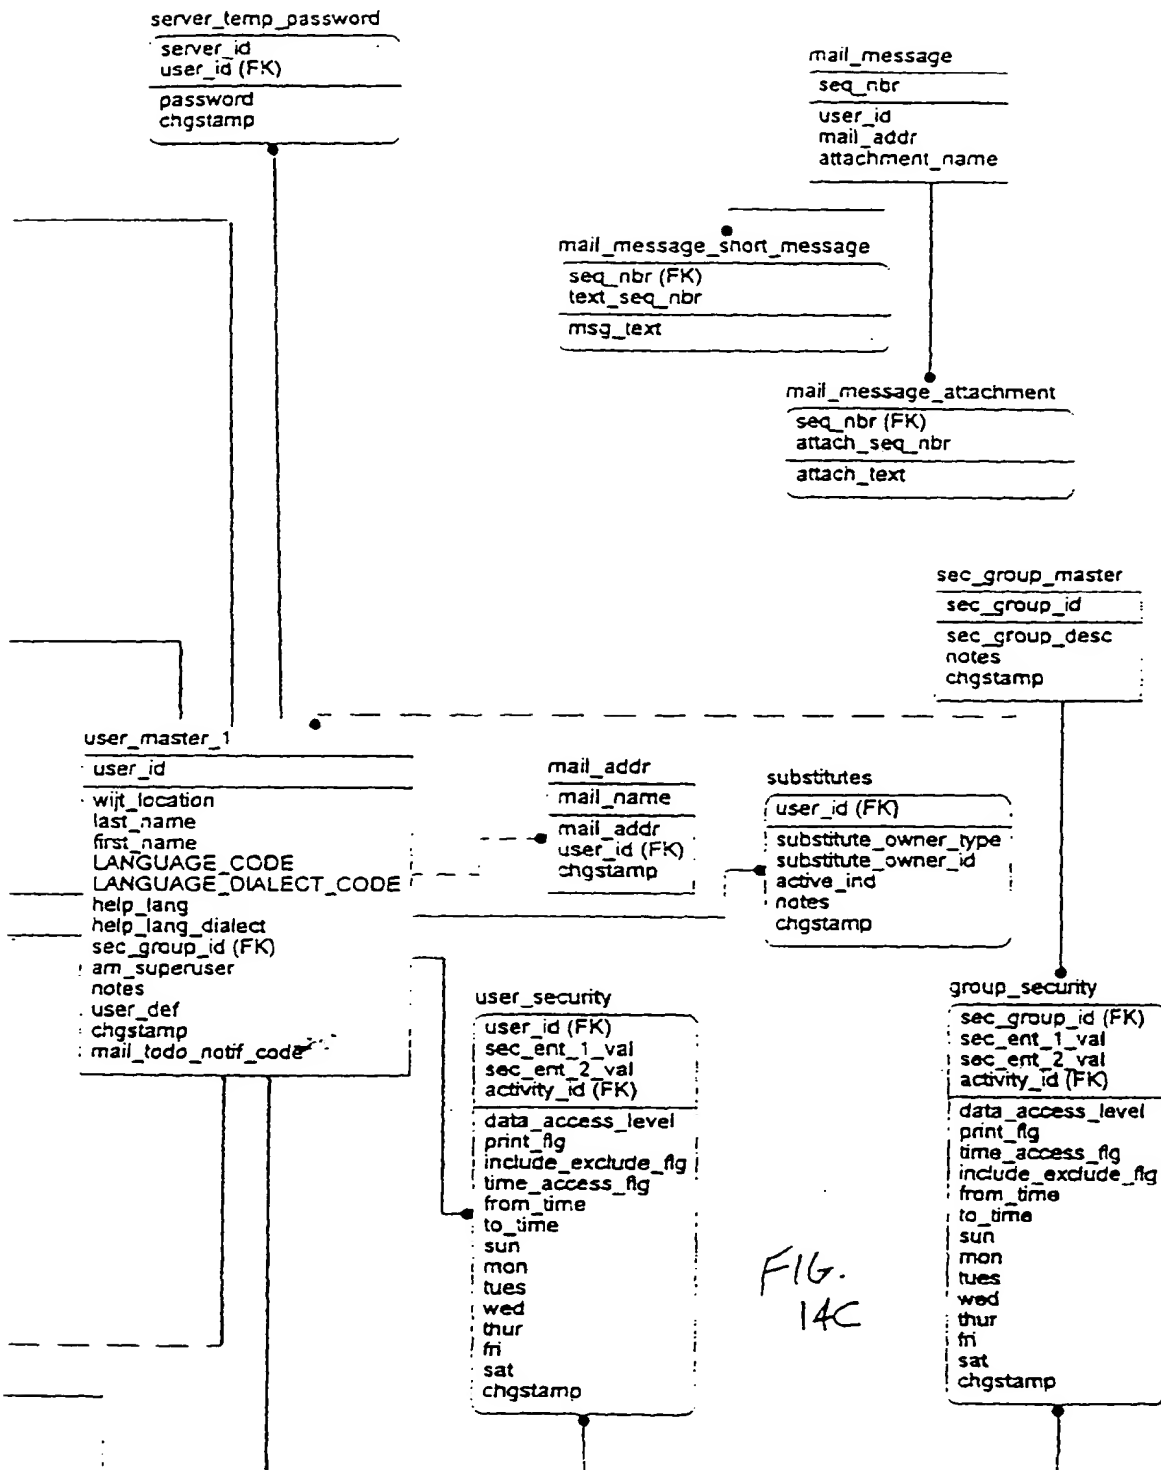 server_temp_password
server_id
user_id (FK)
password
chgstamp
mail_message
seq_nbr
user_id
mail_addr
attachment_name
mail_message_short_message
seq_nbr (FK)
text_seq_nbr
msg_text
mail_message_attachment
seq_nbr (FK)
attach_seq_nbr
attach_text
sec_group_master
sec_group_id
sec_group_desc
notes
chgstamp
user_master_1
user_id
wijt_location
last_name
first_name
LANGUAGE_CODE
LANGUAGE_DIALECT_CODE
help_lang
help_lang_dialect
sec_group_id (FK)
am_superuser
notes
user_def
chgstamp
mail_todo_notif_code
mail_addr
mail_name
mail_addr
user_id (FK)
chgstamp
substitutes
user_id (FK)
substitute_owner_type
substitute_owner_id
active_ind
notes
chgstamp
user_security
user_id (FK)
sec_ent_1_val
sec_ent_2_val
activity_id (FK)
data_access_level
print_flg
include_exclude_flg
time_access_flg
from_time
to_time
sun
mon
tues
wed
thur
fri
sat
chgstamp
group_security
sec_group_id (FK)
sec_ent_1_val
sec_ent_2_val
activity_id (FK)
data_access_level
print_flg
time_access_flg
include_exclude_flg
from_time
to_time
sun
mon
tues
wed
thur
fri
sat
chgstamp
FIG.
14C